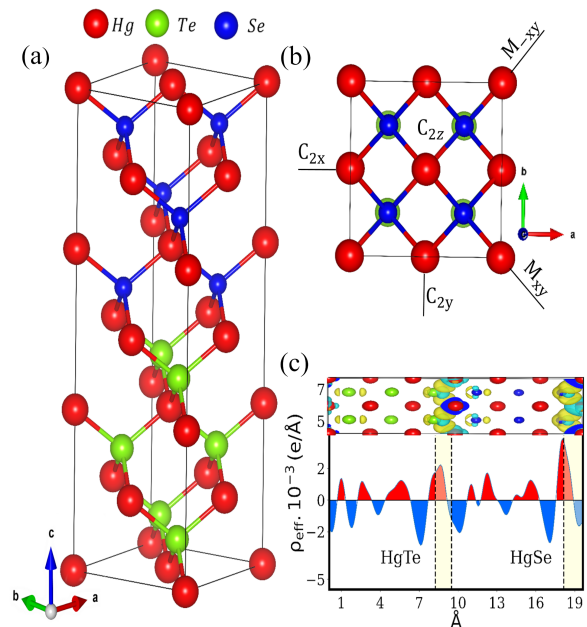 Hg Te Se
(a)
(b)
M₋xy
C₂z
C₂x
b
a
C₂y
Mxy
c
b
a
(c)
7
5
ρeff. 10⁻³ (e/Å)
2
0
−2
−5
HgTe HgSe
1 4 7 10 13 16 19
Å